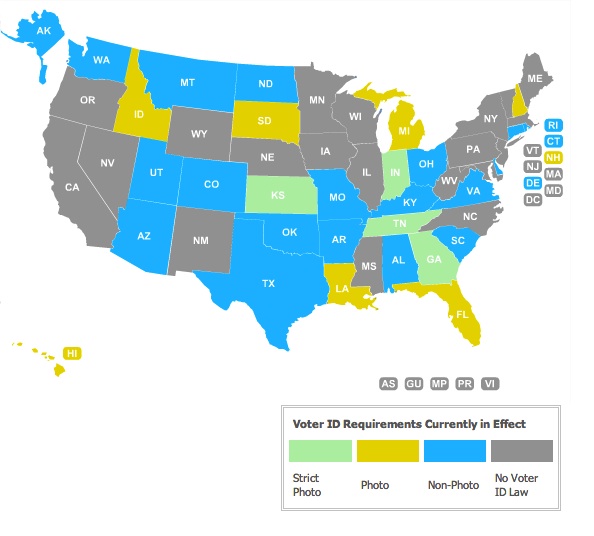 AK
WA
MT
ND
MN
ME
OR
ID
SD
WI
MI
NY
RI
WY
CT
IA
PA
VT
NH
NV
NE
IL
IN
OH
NJ
MA
UT
CO
WV
VA
DE
MD
CA
KS
MO
KY
DC
NC
TN
AZ
NM
OK
AR
SC
MS
AL
GA
TX
LA
FL
HI
AS GU MP PR VI
Voter ID Requirements Currently in Effect
Strict
Photo
Photo
Non-Photo
No Voter
ID Law